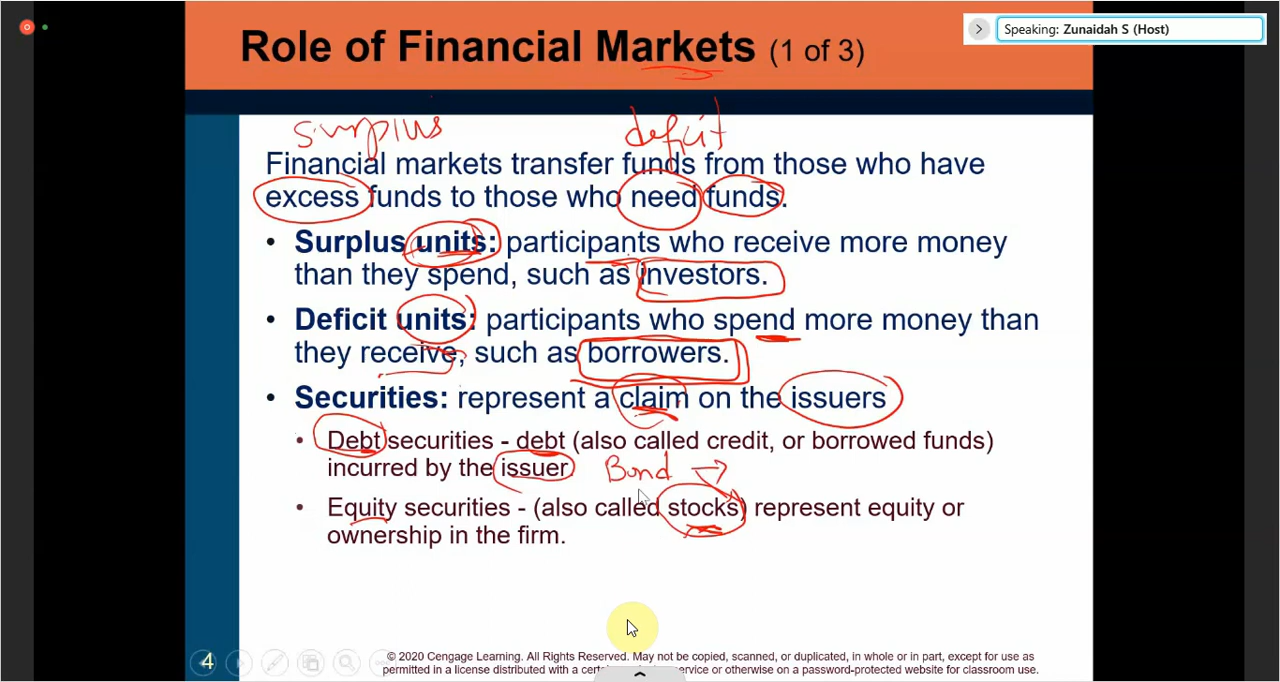 Speaking: Zunaidah S (Host)
Role of Financial Markets (1 of 3)
surplus deficit
Financial markets transfer funds from those who have
excess funds to those who need funds.
• Surplus units: participants who receive more money
than they spend, such as investors.
• Deficit units: participants who spend more money than
they receive, such as borrowers.
• Securities: represent a claim on the issuers
• Debt securities - debt (also called credit, or borrowed funds)
incurred by the issuer
Bond
• Equity securities - (also called stocks) represent equity or
ownership in the firm.
4
© 2020 Cengage Learning. All Rights Reserved. May not be copied, scanned, or duplicated, in whole or in part, except for use as
permitted in a license distributed with a service or otherwise on a password-protected website for classroom use.